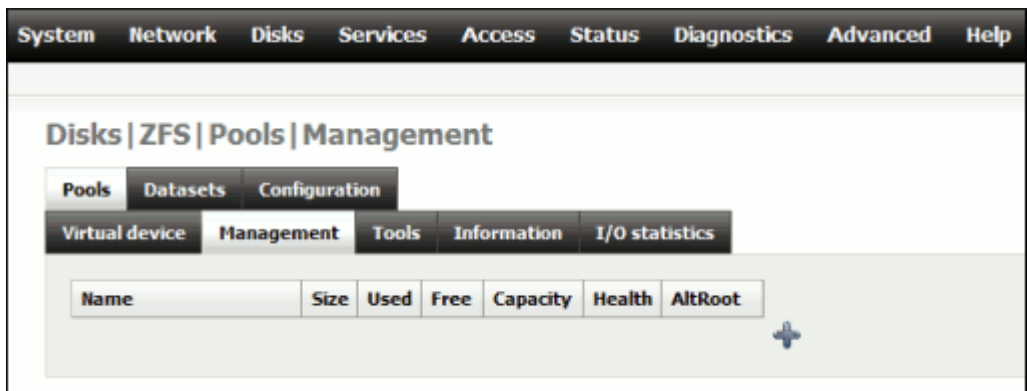 System Network Disks Services Access Status Diagnostics Advanced Help
Disks|ZFS|Pools|Management
Pools Datasets Configuration
Virtual device Management Tools Information I/O statistics
Name Size Used Free Capacity Health AltRoot